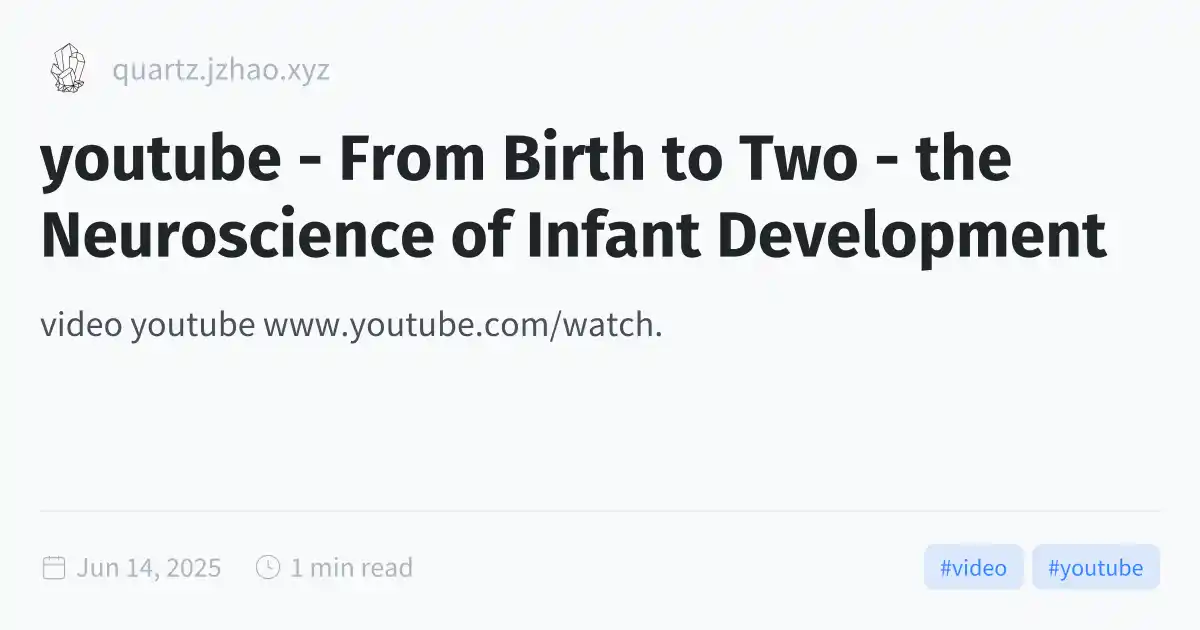 quartz.jzhao.xyz
youtube - From Birth to Two - the
Neuroscience of Infant Development
video youtube www.youtube.com/watch.
Jun 14, 2025 1 min read #video #youtube